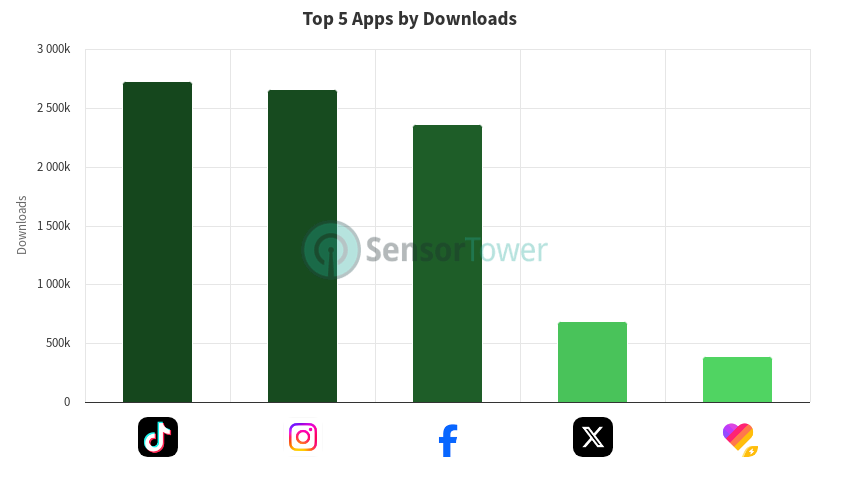 Top 5 Apps by Downloads
3 000k
2 500k
2 000k
1 500k
1 000k
500k
0
Downloads
SensorTower